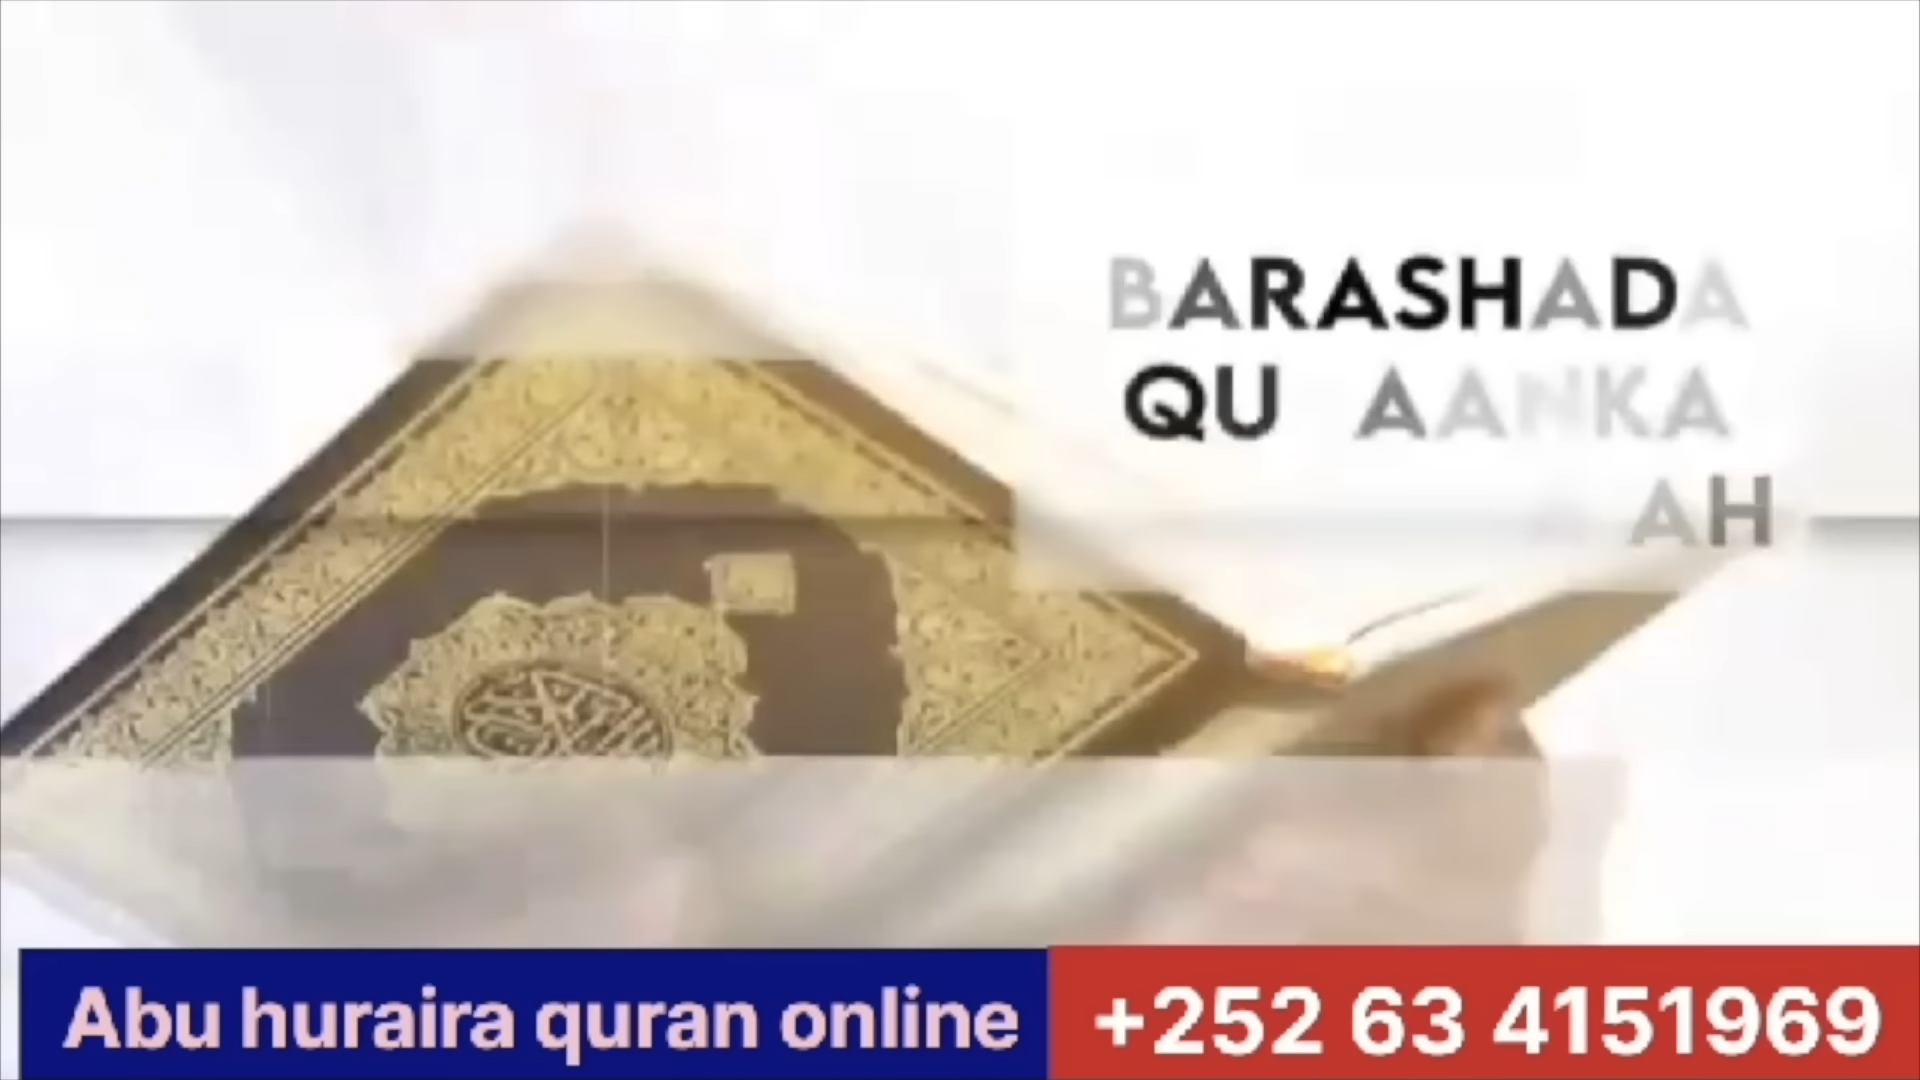 BARASHADA
QU AANKA
AH
Abu huraira quran online
+252 63 4151969